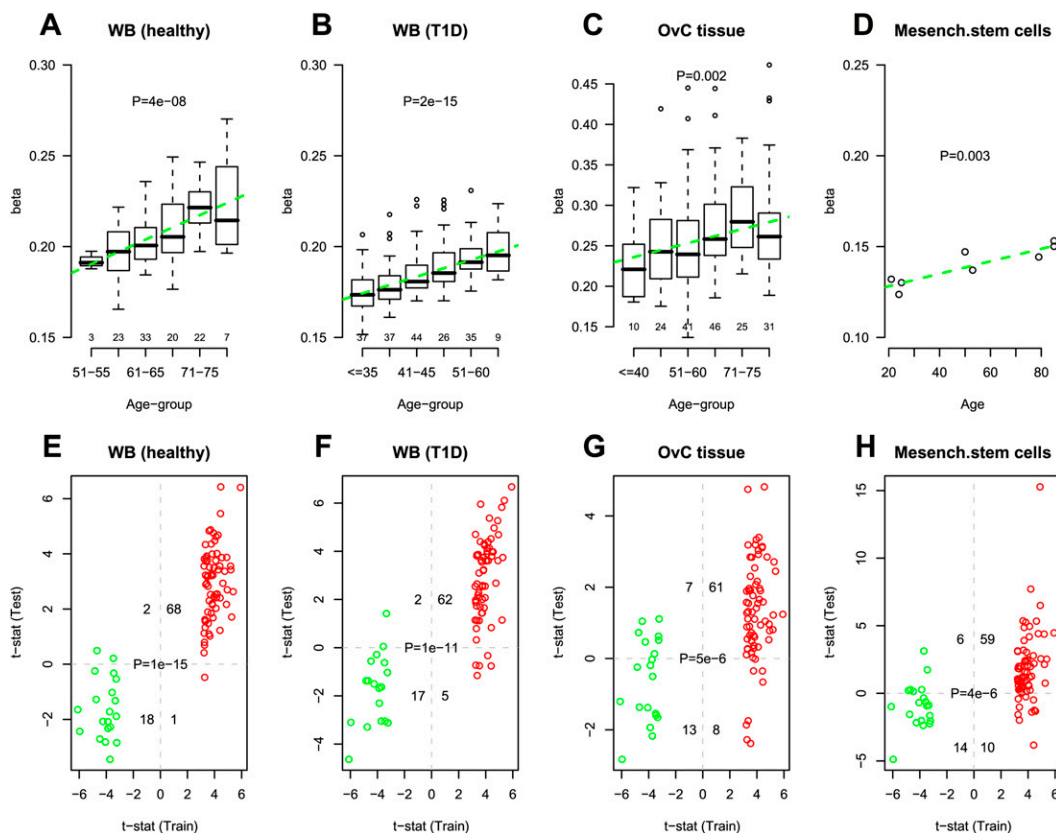 A WB (healthy)
0.30
0.25
0.20
0.15
beta
P=4e−08
3 23 33 20 22 7
51−55 61−65 71−75
Age−group
B WB (T1D)
0.30
0.25
0.20
0.15
beta
P=2e−15
37 37 44 26 35 9
<=35 41−45 51−60
Age−group
C OvC tissue
0.45
0.40
0.35
0.30
0.25
0.20
0.15
beta
P=0.002
10 24 41 46 25 31
<=40 51−60 71−75
Age−group
D Mesench.stem cells
0.25
0.20
0.15
0.10
beta
P=0.003
20 40 60 80
Age
E WB (healthy)
6
4
2
0
−2
t−stat (Test)
2 68
P=1e−15
18 1
−6 −4 −2 0 2 4 6
t−stat (Train)
F WB (T1D)
6
4
2
0
−2
−4
t−stat (Test)
2 62
P=1e−11
17 5
−6 −4 −2 0 2 4 6
t−stat (Train)
G OvC tissue
4
2
0
−2
t−stat (Test)
7 61
P=5e−6
13 8
−6 −4 −2 0 2 4 6
t−stat (Train)
H Mesench.stem cells
15
10
5
0
−5
t−stat (Test)
6 59
P=4e−6
14 10
−6 −4 −2 0 2 4 6
t−stat (Train)